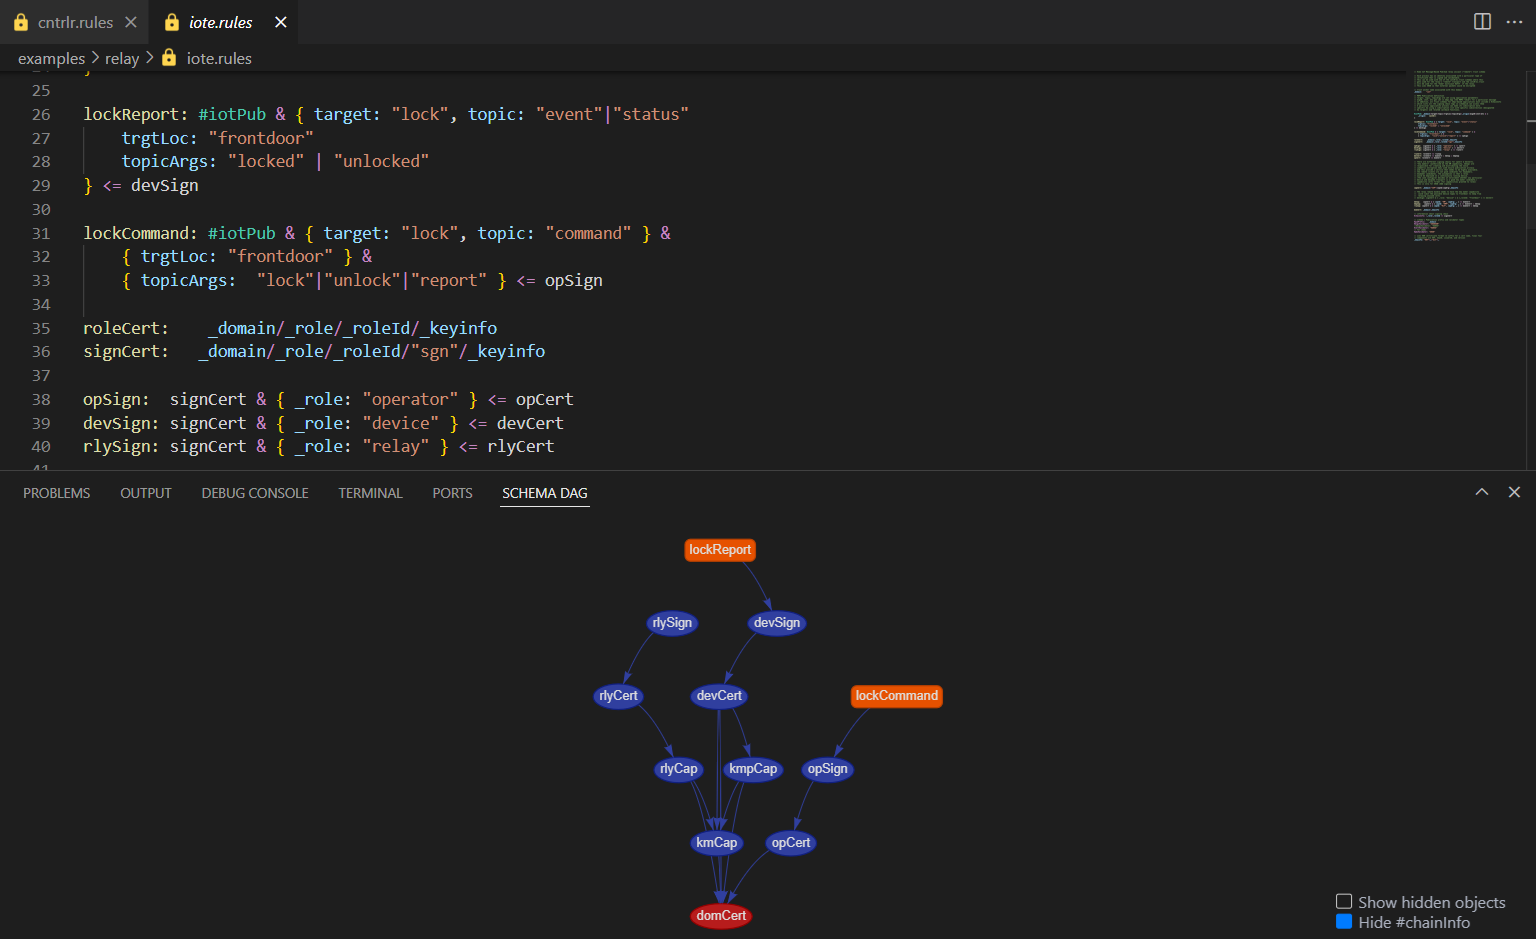 cntrlr.rules iote.rules
examples > relay > iote.rules
25
26 lockReport: #iotPub & { target: "lock", topic: "event"|"status"
27 trgtLoc: "frontdoor"
28 topicArgs: "locked" | "unlocked"
29 } <= devSign
30
31 lockCommand: #iotPub & { target: "lock", topic: "command" } &
32 { trgtLoc: "frontdoor" } &
33 { topicArgs: "lock"|"unlock"|"report" } <= opSign
34
35 roleCert: _domain/_role/_roleId/_keyinfo
36 signCert: _domain/_role/_roleId/"sgn"/_keyinfo
37
38 opSign: signCert & { _role: "operator" } <= opCert
39 devSign: signCert & { _role: "device" } <= devCert
40 rlySign: signCert & { _role: "relay" } <= rlyCert
41
PROBLEMS OUTPUT DEBUG CONSOLE TERMINAL PORTS SCHEMA DAG
lockReport
rlySign devSign
rlyCert devCert lockCommand
rlyCap kmpCap opSign
kmCap opCert
domCert
Show hidden objects
Hide #chainInfo